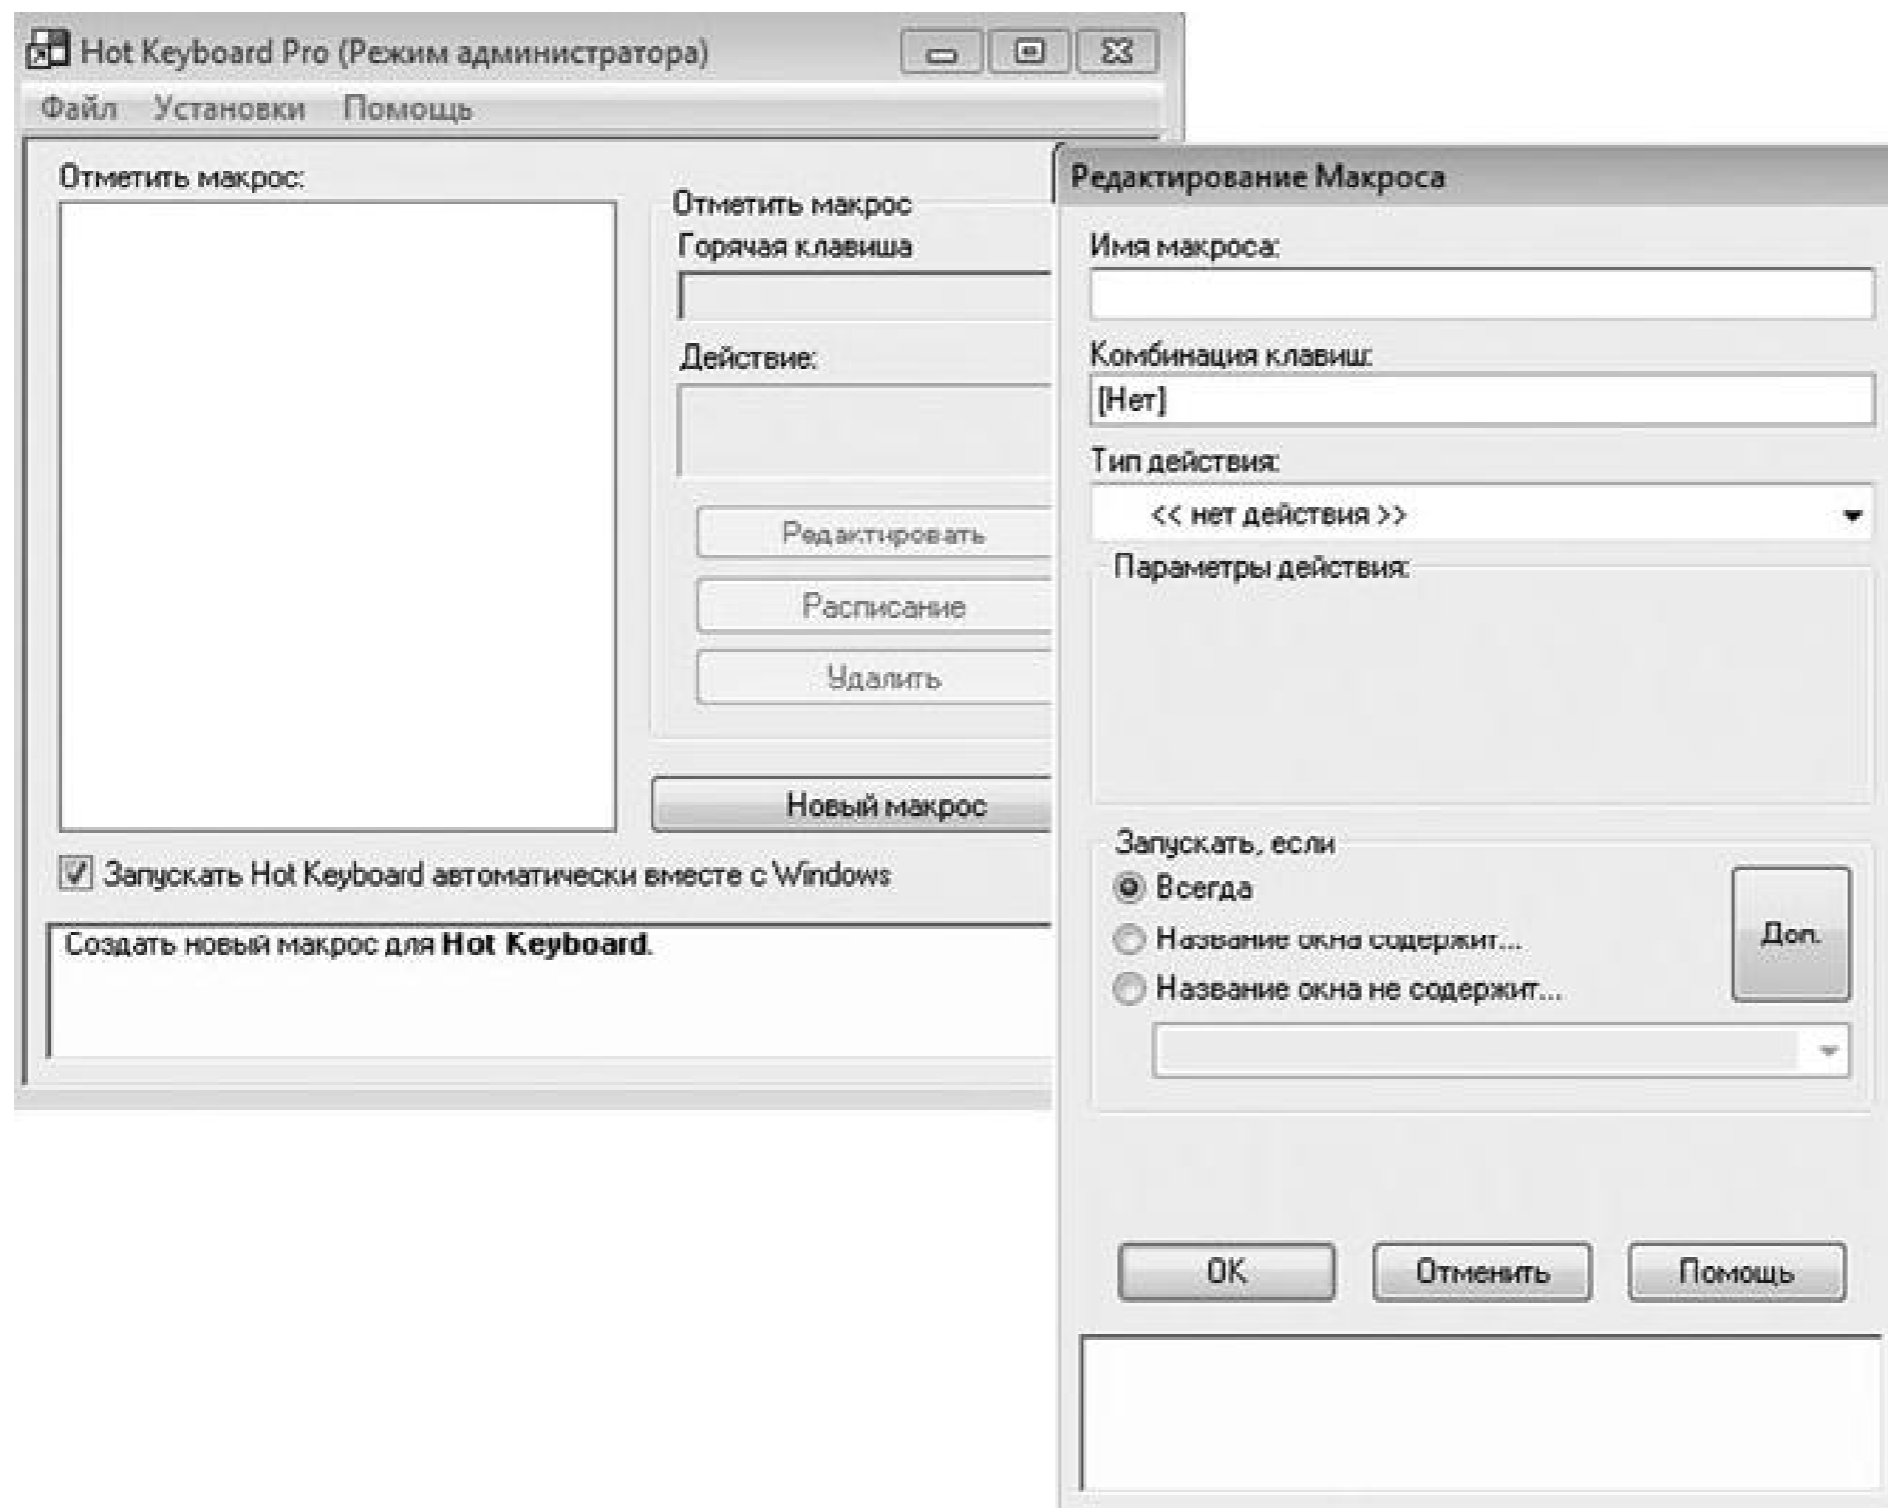 Hot Keyboard Pro (Режим администратора)
Файл Установки Помощь
Отметить макрос:
Отметить макрос
Горячая клавиша
Действие:
Редактировать
Расписание
Удалить
Новый макрос
Запускать Hot Keyboard автоматически вместе с Windows
Создать новый макрос для Hot Keyboard.
Редактирование Макроса
Имя макроса:
Комбинация клавиш:
[Нет]
Тип действия:
<< нет действия >>
Параметры действия:
Запускать, если
Всегда
Название окна содержит...
Название окна не содержит...
Доп.
OK Отменить Помощь